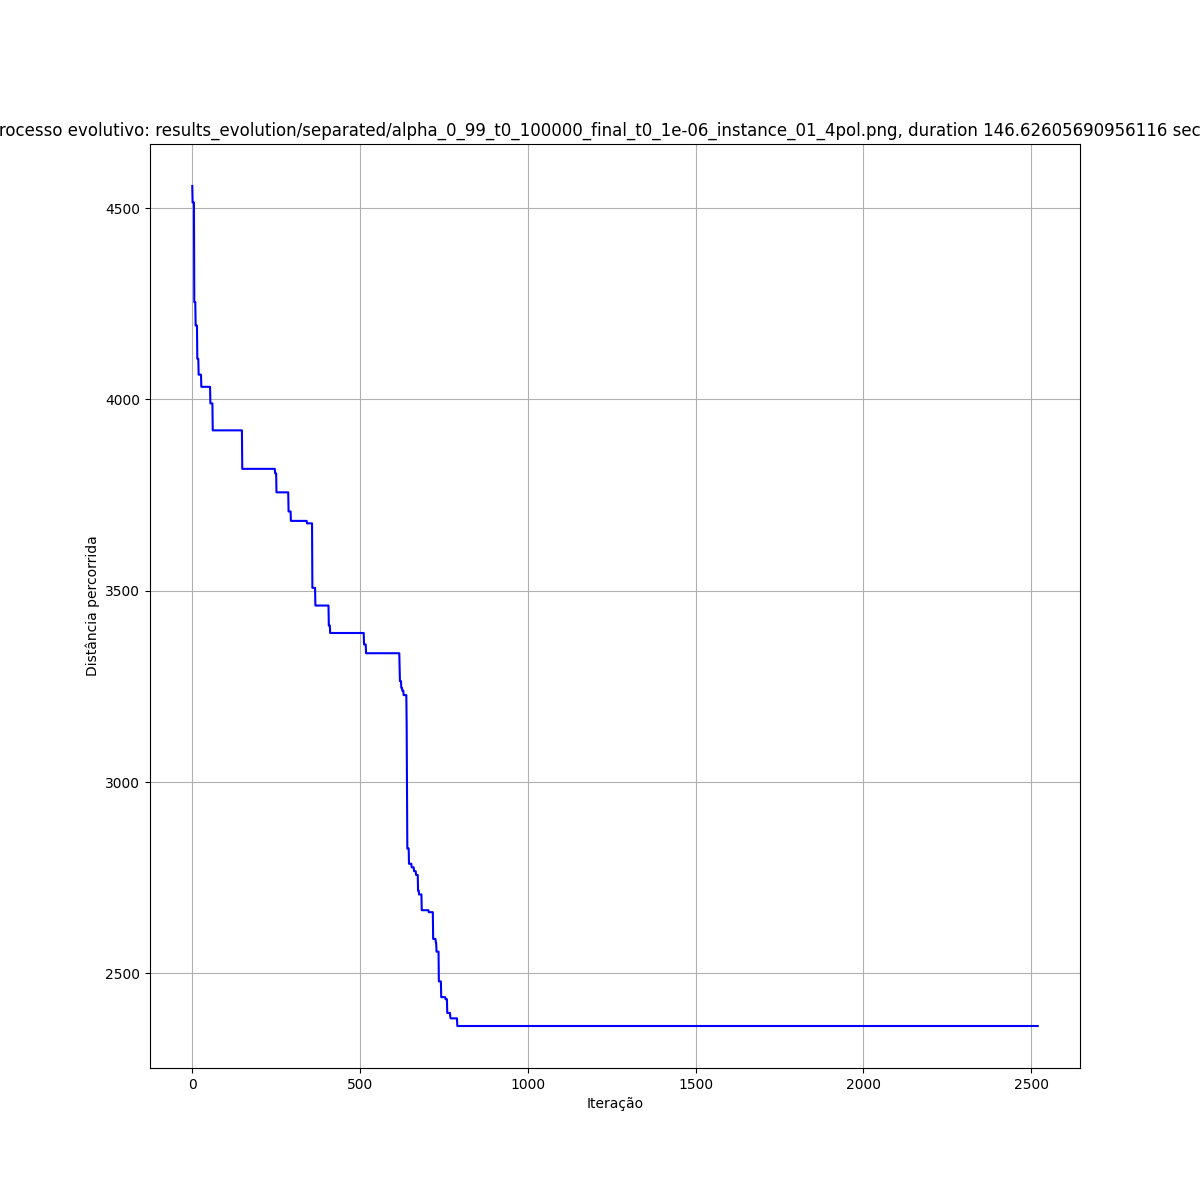 rocesso evolutivo: results_evolution/separated/alpha_0_99_t0_100000_final_t0_1e-06_instance_01_4pol.png, duration 146.62605690956116 sec
4500
4000
3500
3000
2500
Distância percorrida
0 500 1000 1500 2000 2500
Iteração